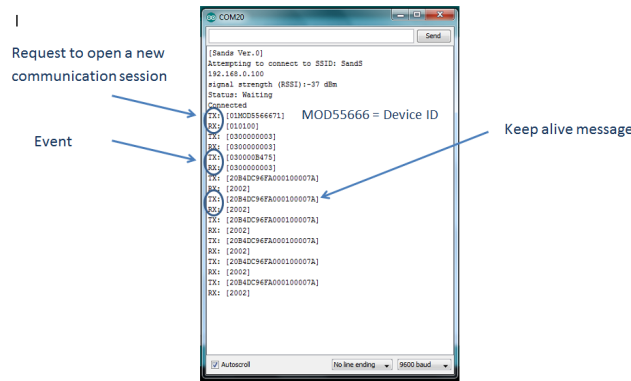 COM20
Send
Request to open a new
communication session
Event
[Sands Ver.0]
Attempting to connect to SSID: SandS
192.168.0.100
signal strength (RSSI):-37 dBm
Status: Waiting
Connected
TX: [01MOD5566671]
RX: [010100]
TX: [0300000003]
RX: [0300000003]
TX: [030000B475]
RX: [0300000003]
TX: [20B4DC96FA000100007A]
RX: [2002]
TX: [20B4DC96FA000100007A]
RX: [2002]
TX: [20B4DC96FA000100007A]
RX: [2002]
TX: [20B4DC96FA000100007A]
RX: [2002]
TX: [20B4DC96FA000100007A]
RX: [2002]
TX: [20B4DC96FA000100007A]
RX: [2002]
MOD55666 = Device ID
Keep alive message
Autoscroll
No line ending
9600 baud